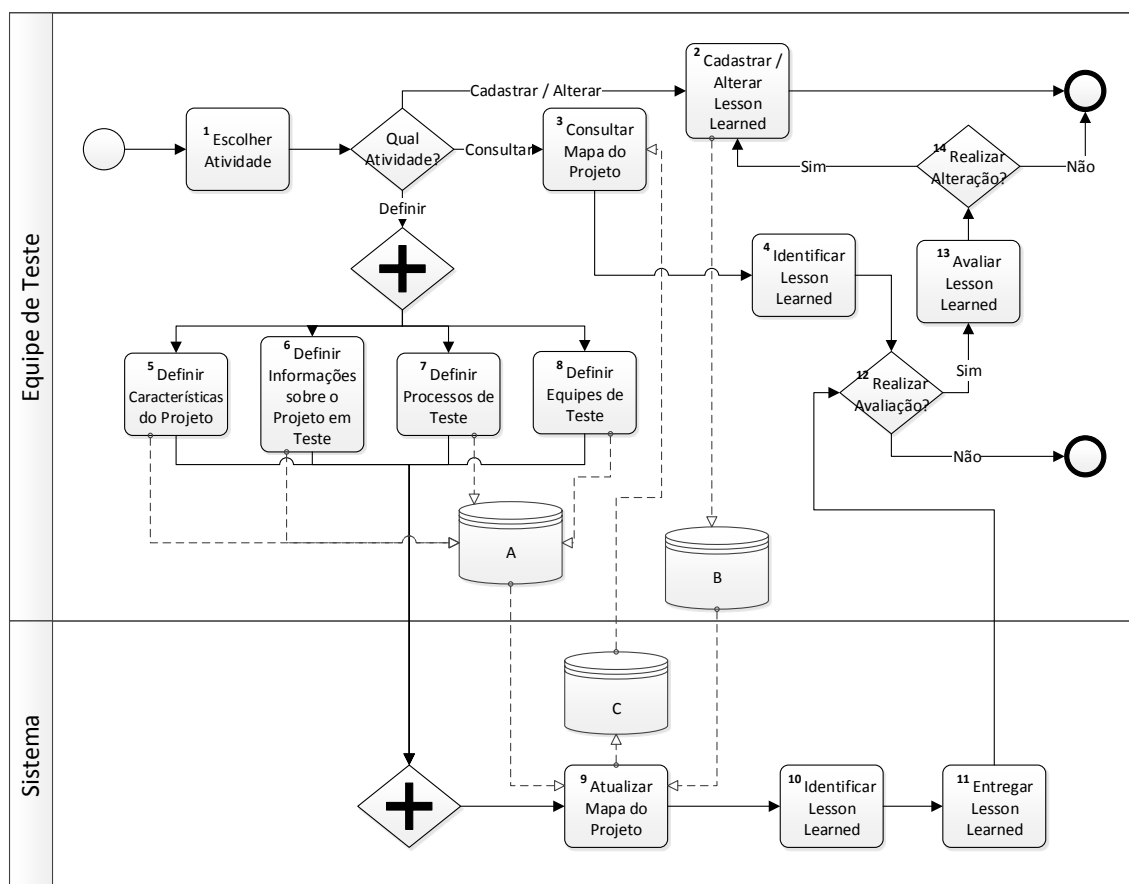 Equipe de Teste
1 Escolher
Atividade
Qual
Atividade?
Cadastrar / Alterar
Consultar
Definir
2 Cadastrar /
Alterar
Lesson
Learned
3 Consultar
Mapa do
Projeto
14 Realizar
Alteração?
Sim
Não
4 Identificar
Lesson
Learned
13 Avaliar
Lesson
Learned
5 Definir
Características
do Projeto
6 Definir
Informações
sobre o
Projeto em
Teste
7 Definir
Processos de
Teste
8 Definir
Equipes de
Teste
12 Realizar
Avaliação?
Sim
Não
A
B
Sistema
C
9 Atualizar
Mapa do
Projeto
10 Identificar
Lesson
Learned
11 Entregar
Lesson
Learned